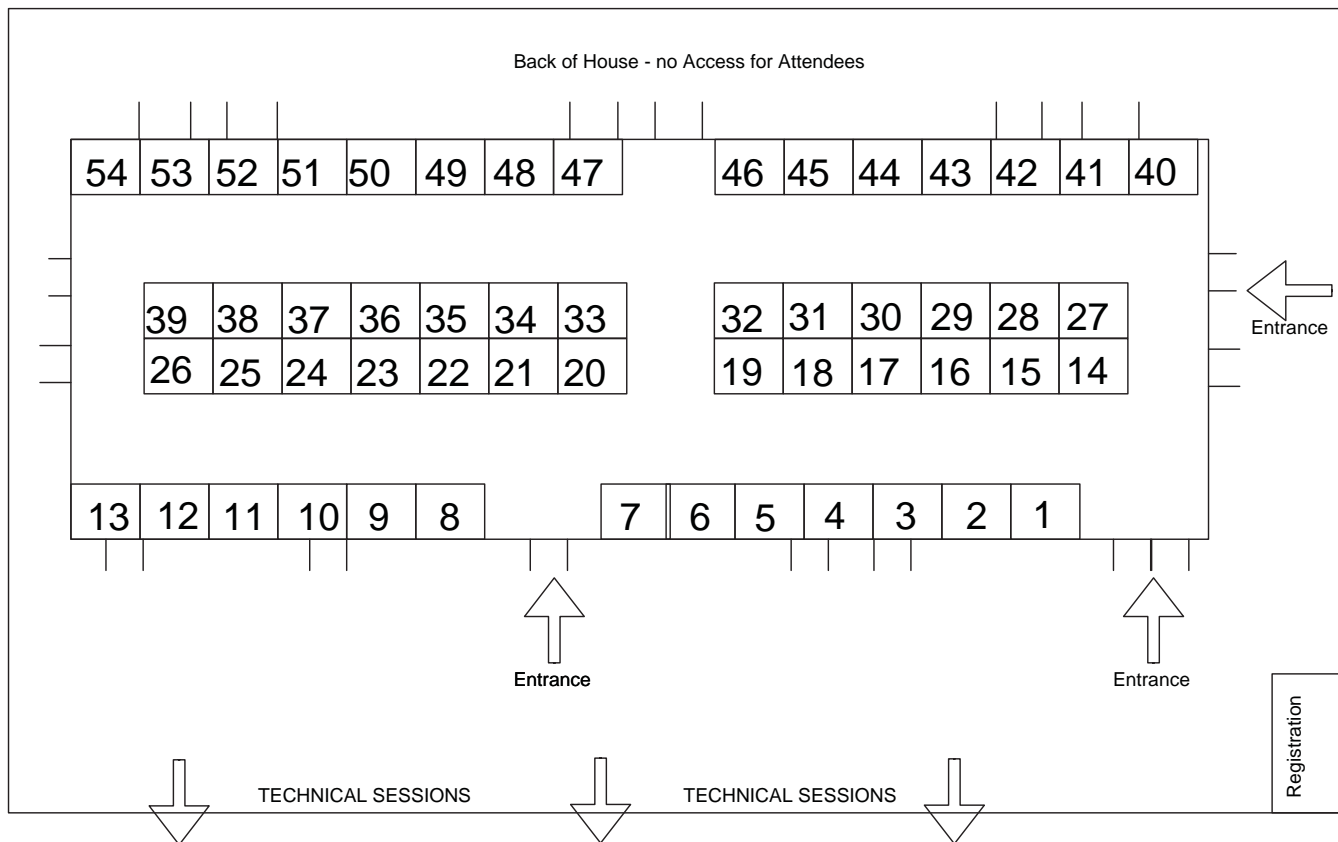 Back of House - no Access for Attendees
54 53 52 51 50 49 48 47 46 45 44 43 42 41 40
39 38 37 36 35 34 33 32 31 30 29 28 27
Entrance
26 25 24 23 22 21 20 19 18 17 16 15 14
13 12 11 10 9 8 7 6 5 4 3 2 1
Entrance Entrance
Registration
TECHNICAL SESSIONS TECHNICAL SESSIONS